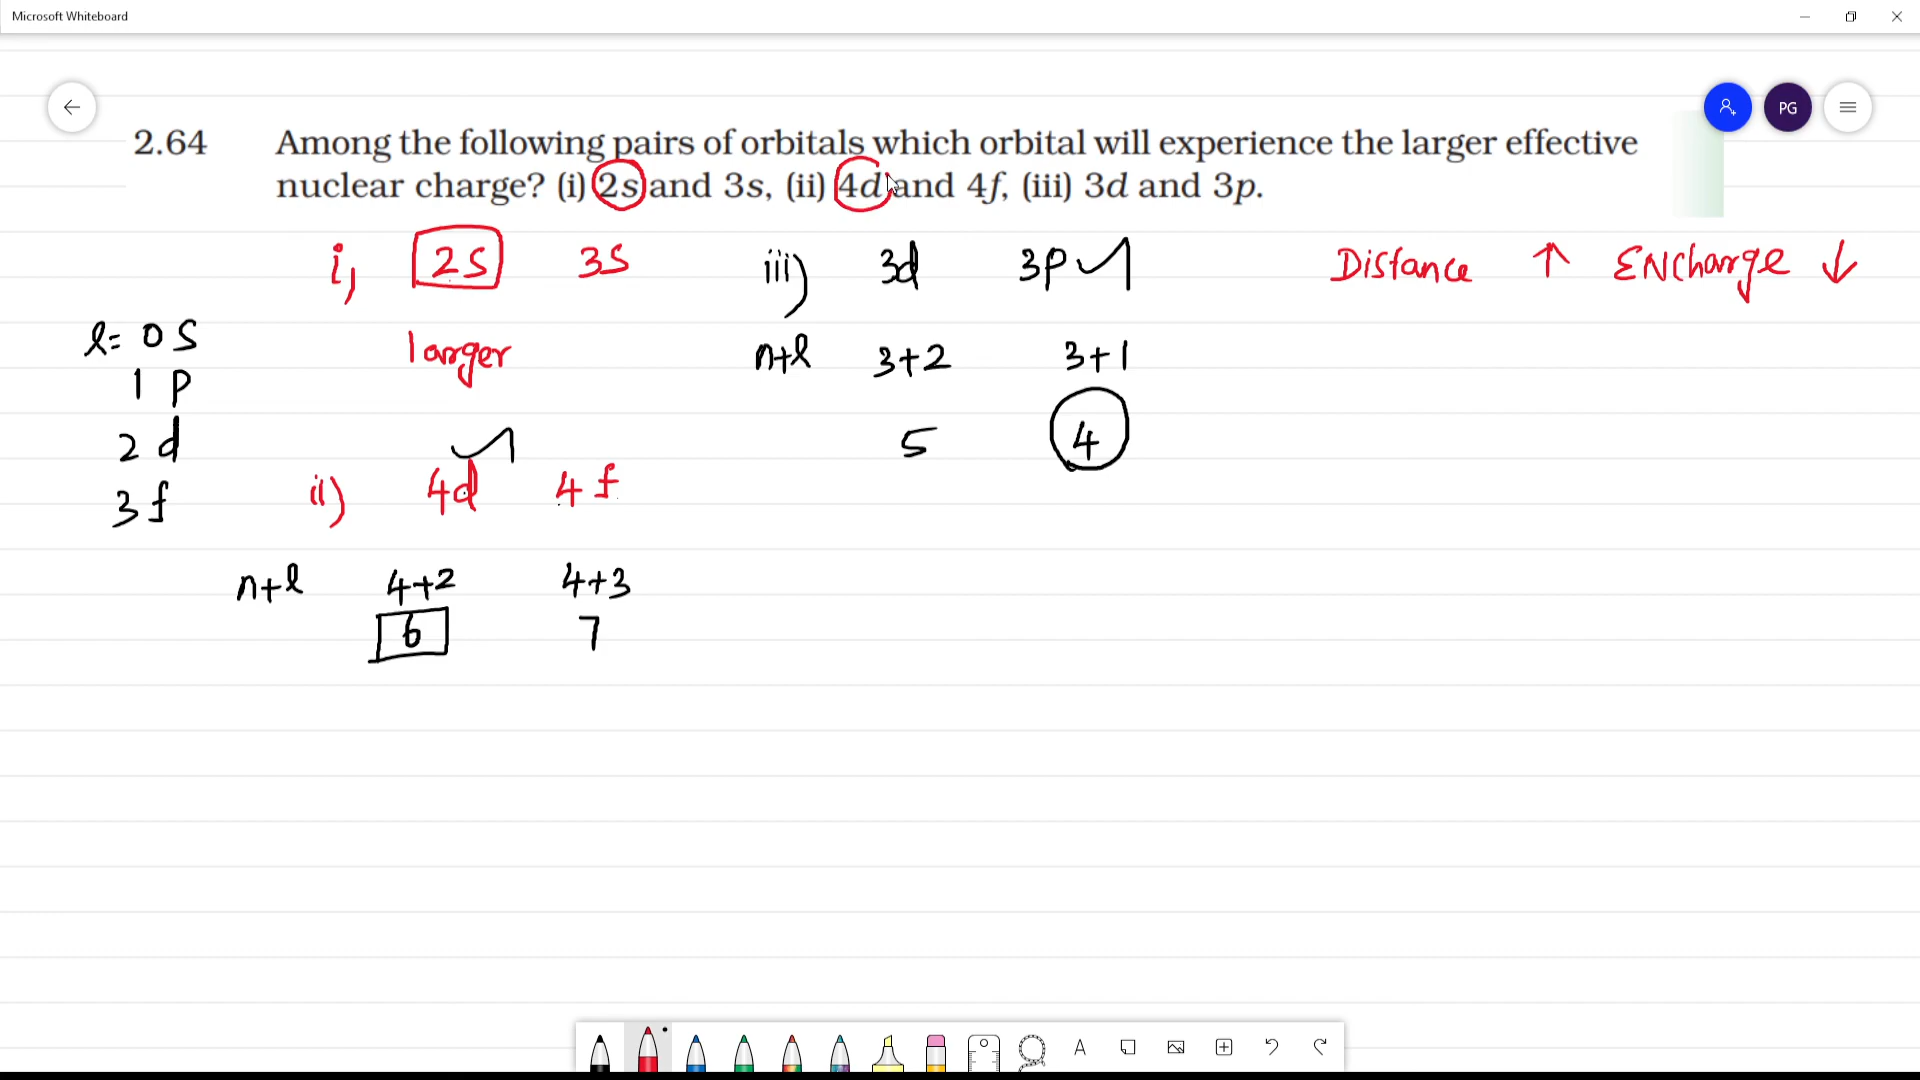 Microsoft Whiteboard
PG
2.64 Among the following pairs of orbitals which orbital will experience the larger effective
nuclear charge? (i) 2s and 3s, (ii) 4d and 4f, (iii) 3d and 3p.
i) 2s 3s
larger
l= 0 s
1 p
2 d
3 f
ii) 4d 4f
n+l 4+2 4+3
6 7
iii) 3d 3p
n+l 3+2 3+1
5 4
Distance ↑ ENcharge ↓
A